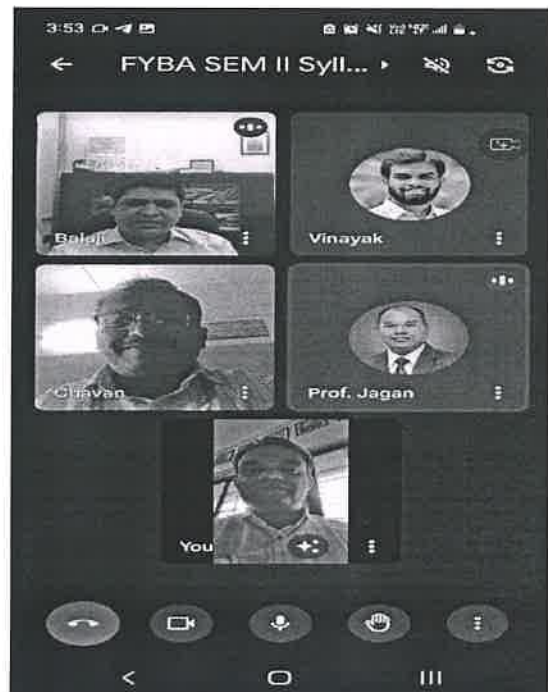 3:53
FYBA SEM II Syll...
Balaji
Vinayak
Chavan
Prof. Jagan
You